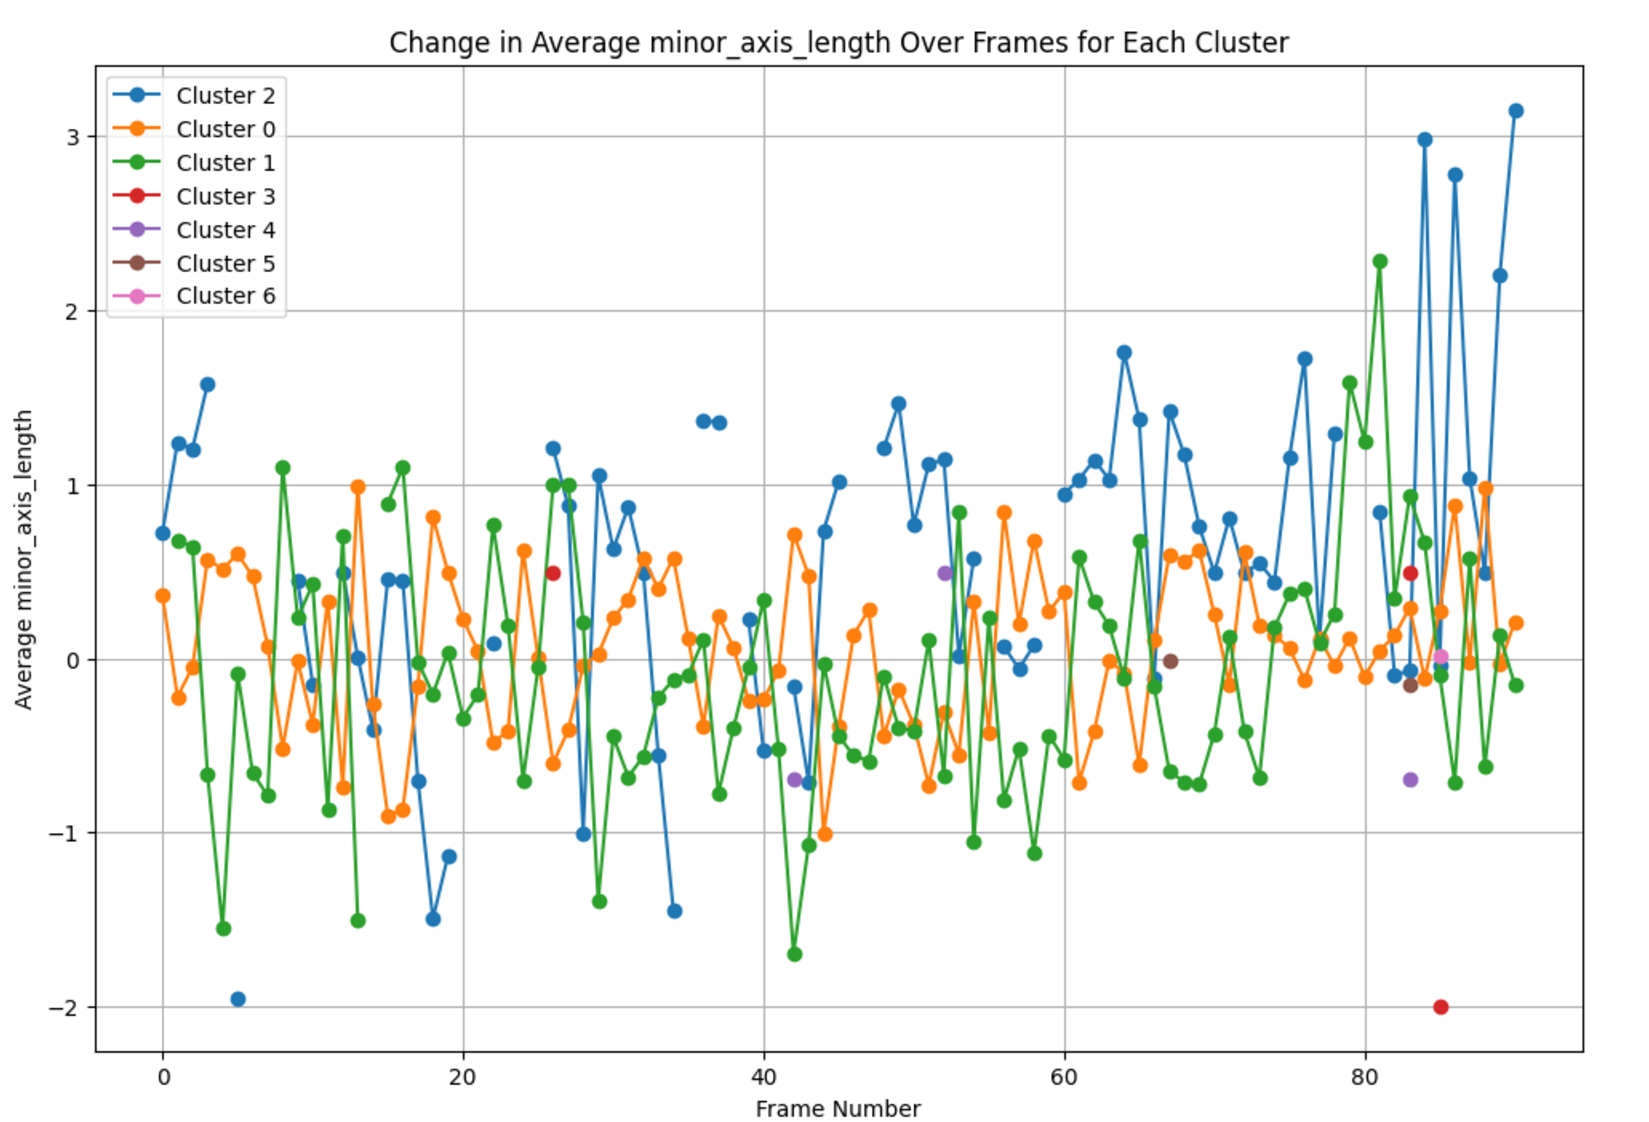 Change in Average minor_axis_length Over Frames for Each Cluster
Cluster 2
Cluster 0
Cluster 1
Cluster 3
Cluster 4
Cluster 5
Cluster 6
3
2
1
0
−1
−2
Average minor_axis_length
0 20 40 60 80
Frame Number